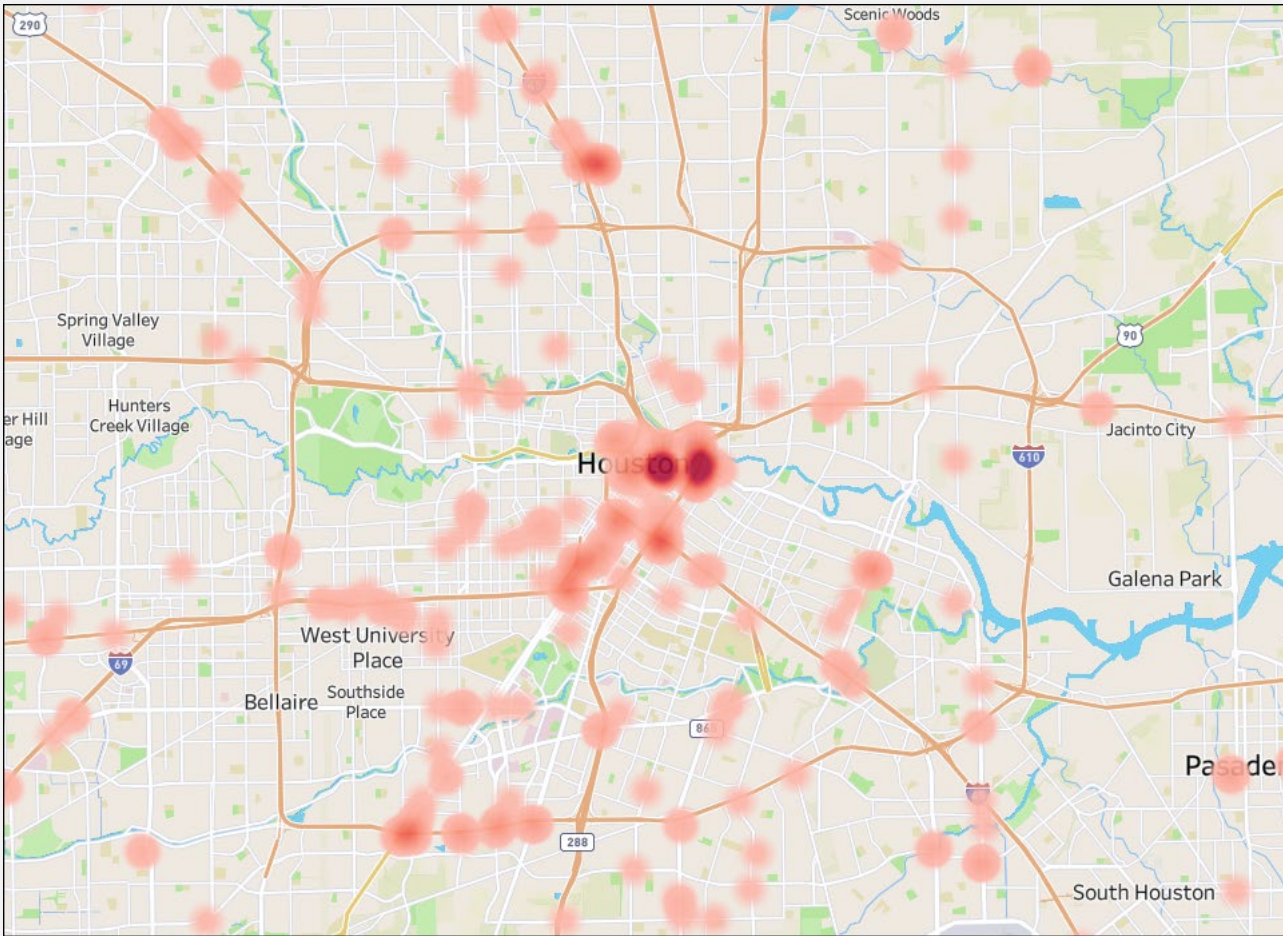 290
Scenic Woods
Spring Valley
Village
90
Hunters
Creek Village
er Hill
age
Jacinto City
Houston
610
Galena Park
West University
Place
69
Bellaire
Southside
Place
Pasade
288
South Houston